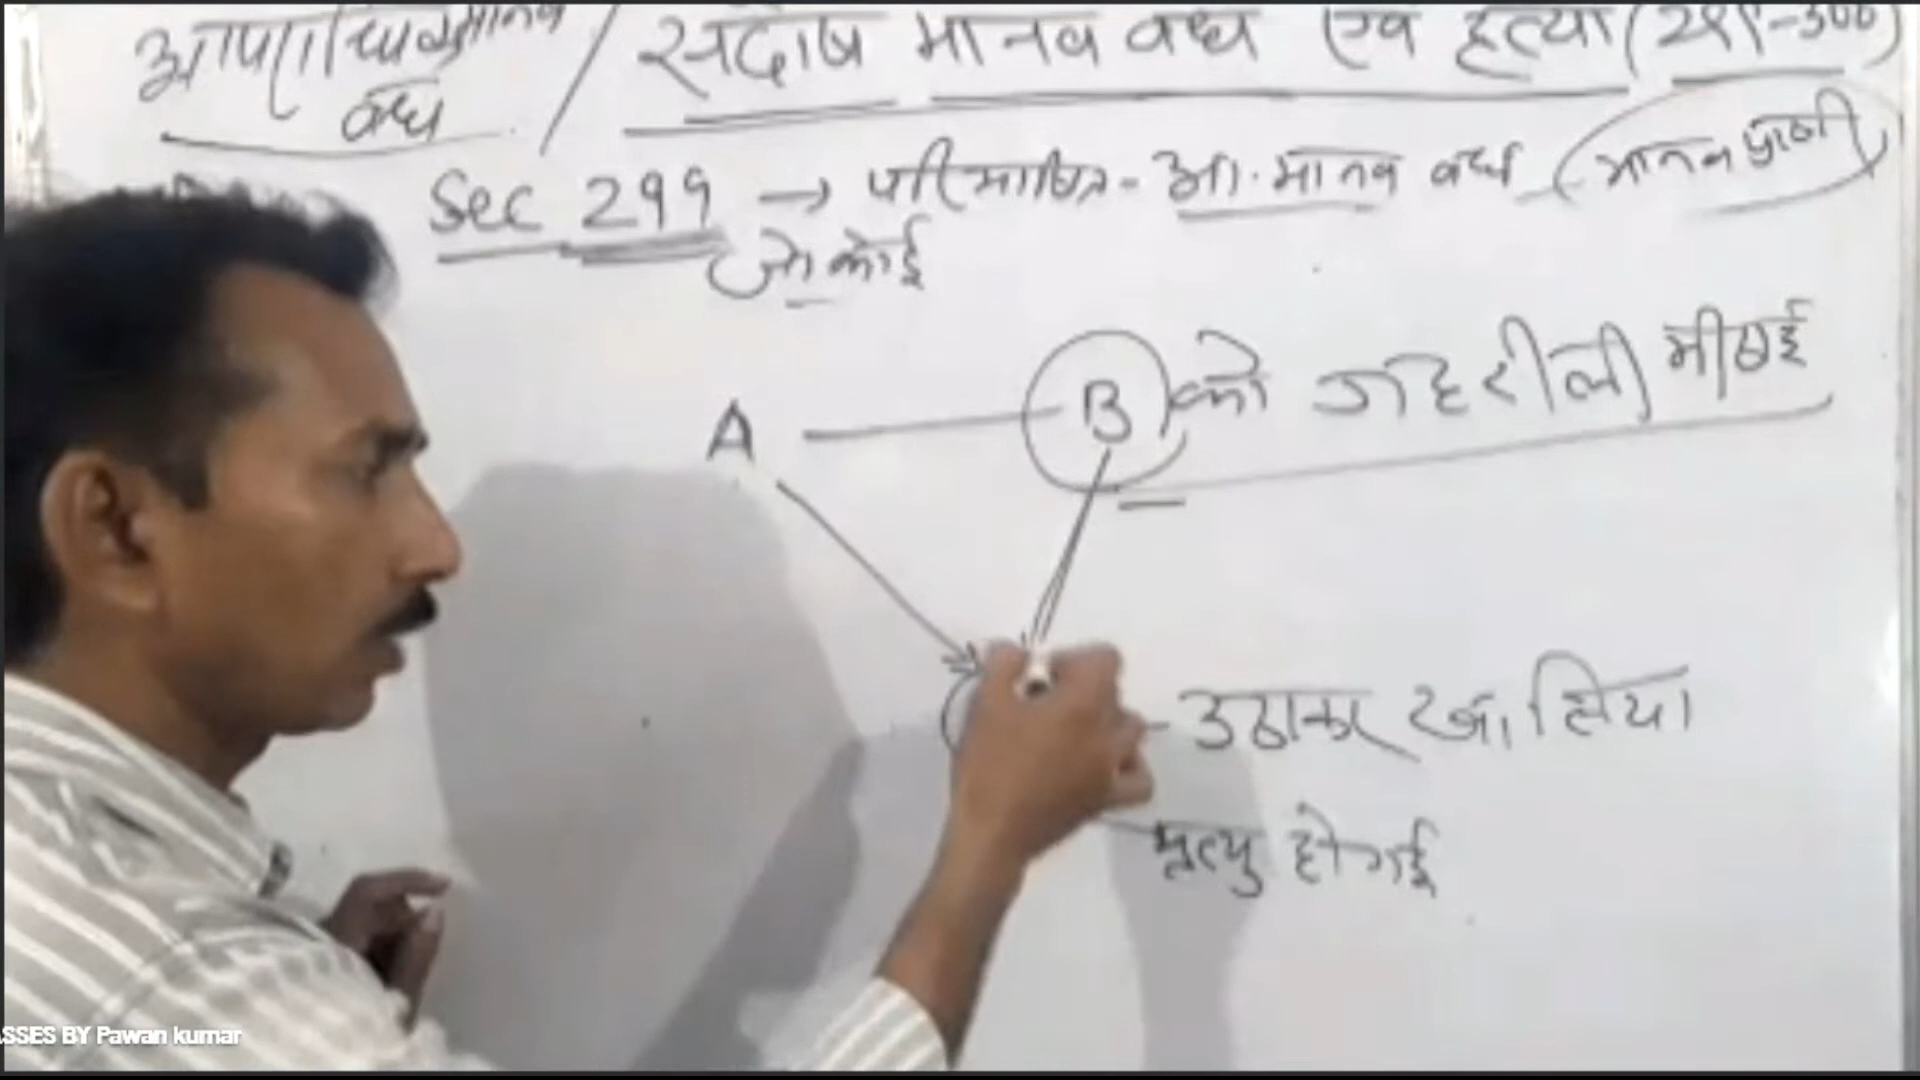 आपराधिक मानव / सदोष मानव वध एवं हत्या (299-300)
वध
Sec 299 → परिभाषित - आ. मानव वध (मानव प्राणी)
जो कोई
A B को जहरीली मीठाई
- उठाकर खा लिया
मृत्यु हो गई
SSES BY Pawan kumar